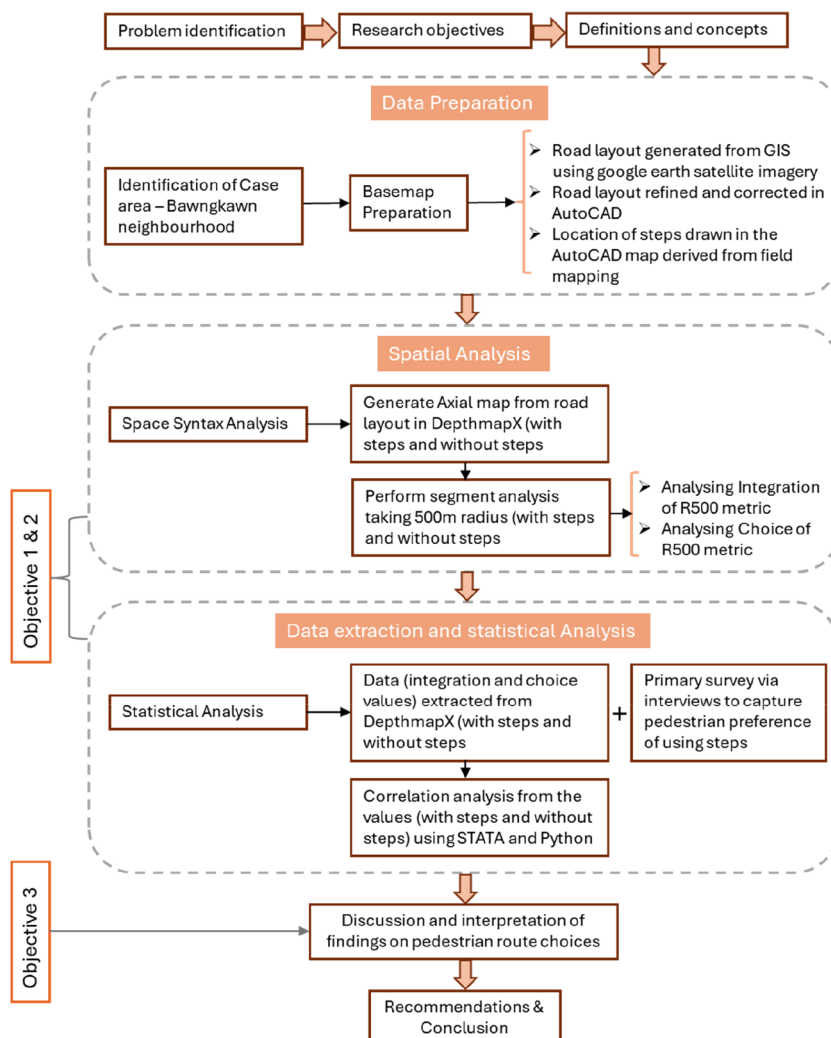 Problem identification
Research objectives
Definitions and concepts
Data Preparation
Identification of Case
area – Bawngkawn
neighbourhood
Basemap
Preparation
➢ Road layout generated from GIS
using google earth satellite imagery
➢ Road layout refined and corrected in
AutoCAD
➢ Location of steps drawn in the
AutoCAD map derived from field
mapping
Spatial Analysis
Space Syntax Analysis
Generate Axial map from road
layout in DepthmapX (with
steps and without steps
Perform segment analysis
taking 500m radius (with steps
and without steps
➢ Analysing Integration
of R500 metric
➢ Analysing Choice of
R500 metric
Objective 1 & 2
Data extraction and statistical Analysis
Statistical Analysis
Data (integration and choice
values) extracted from
DepthmapX (with steps and
without steps
+
Primary survey via
interviews to capture
pedestrian preference
of using steps
Correlation analysis from the
values (with steps and without
steps) using STATA and Python
Objective 3
Discussion and interpretation of
findings on pedestrian route choices
Recommendations &
Conclusion